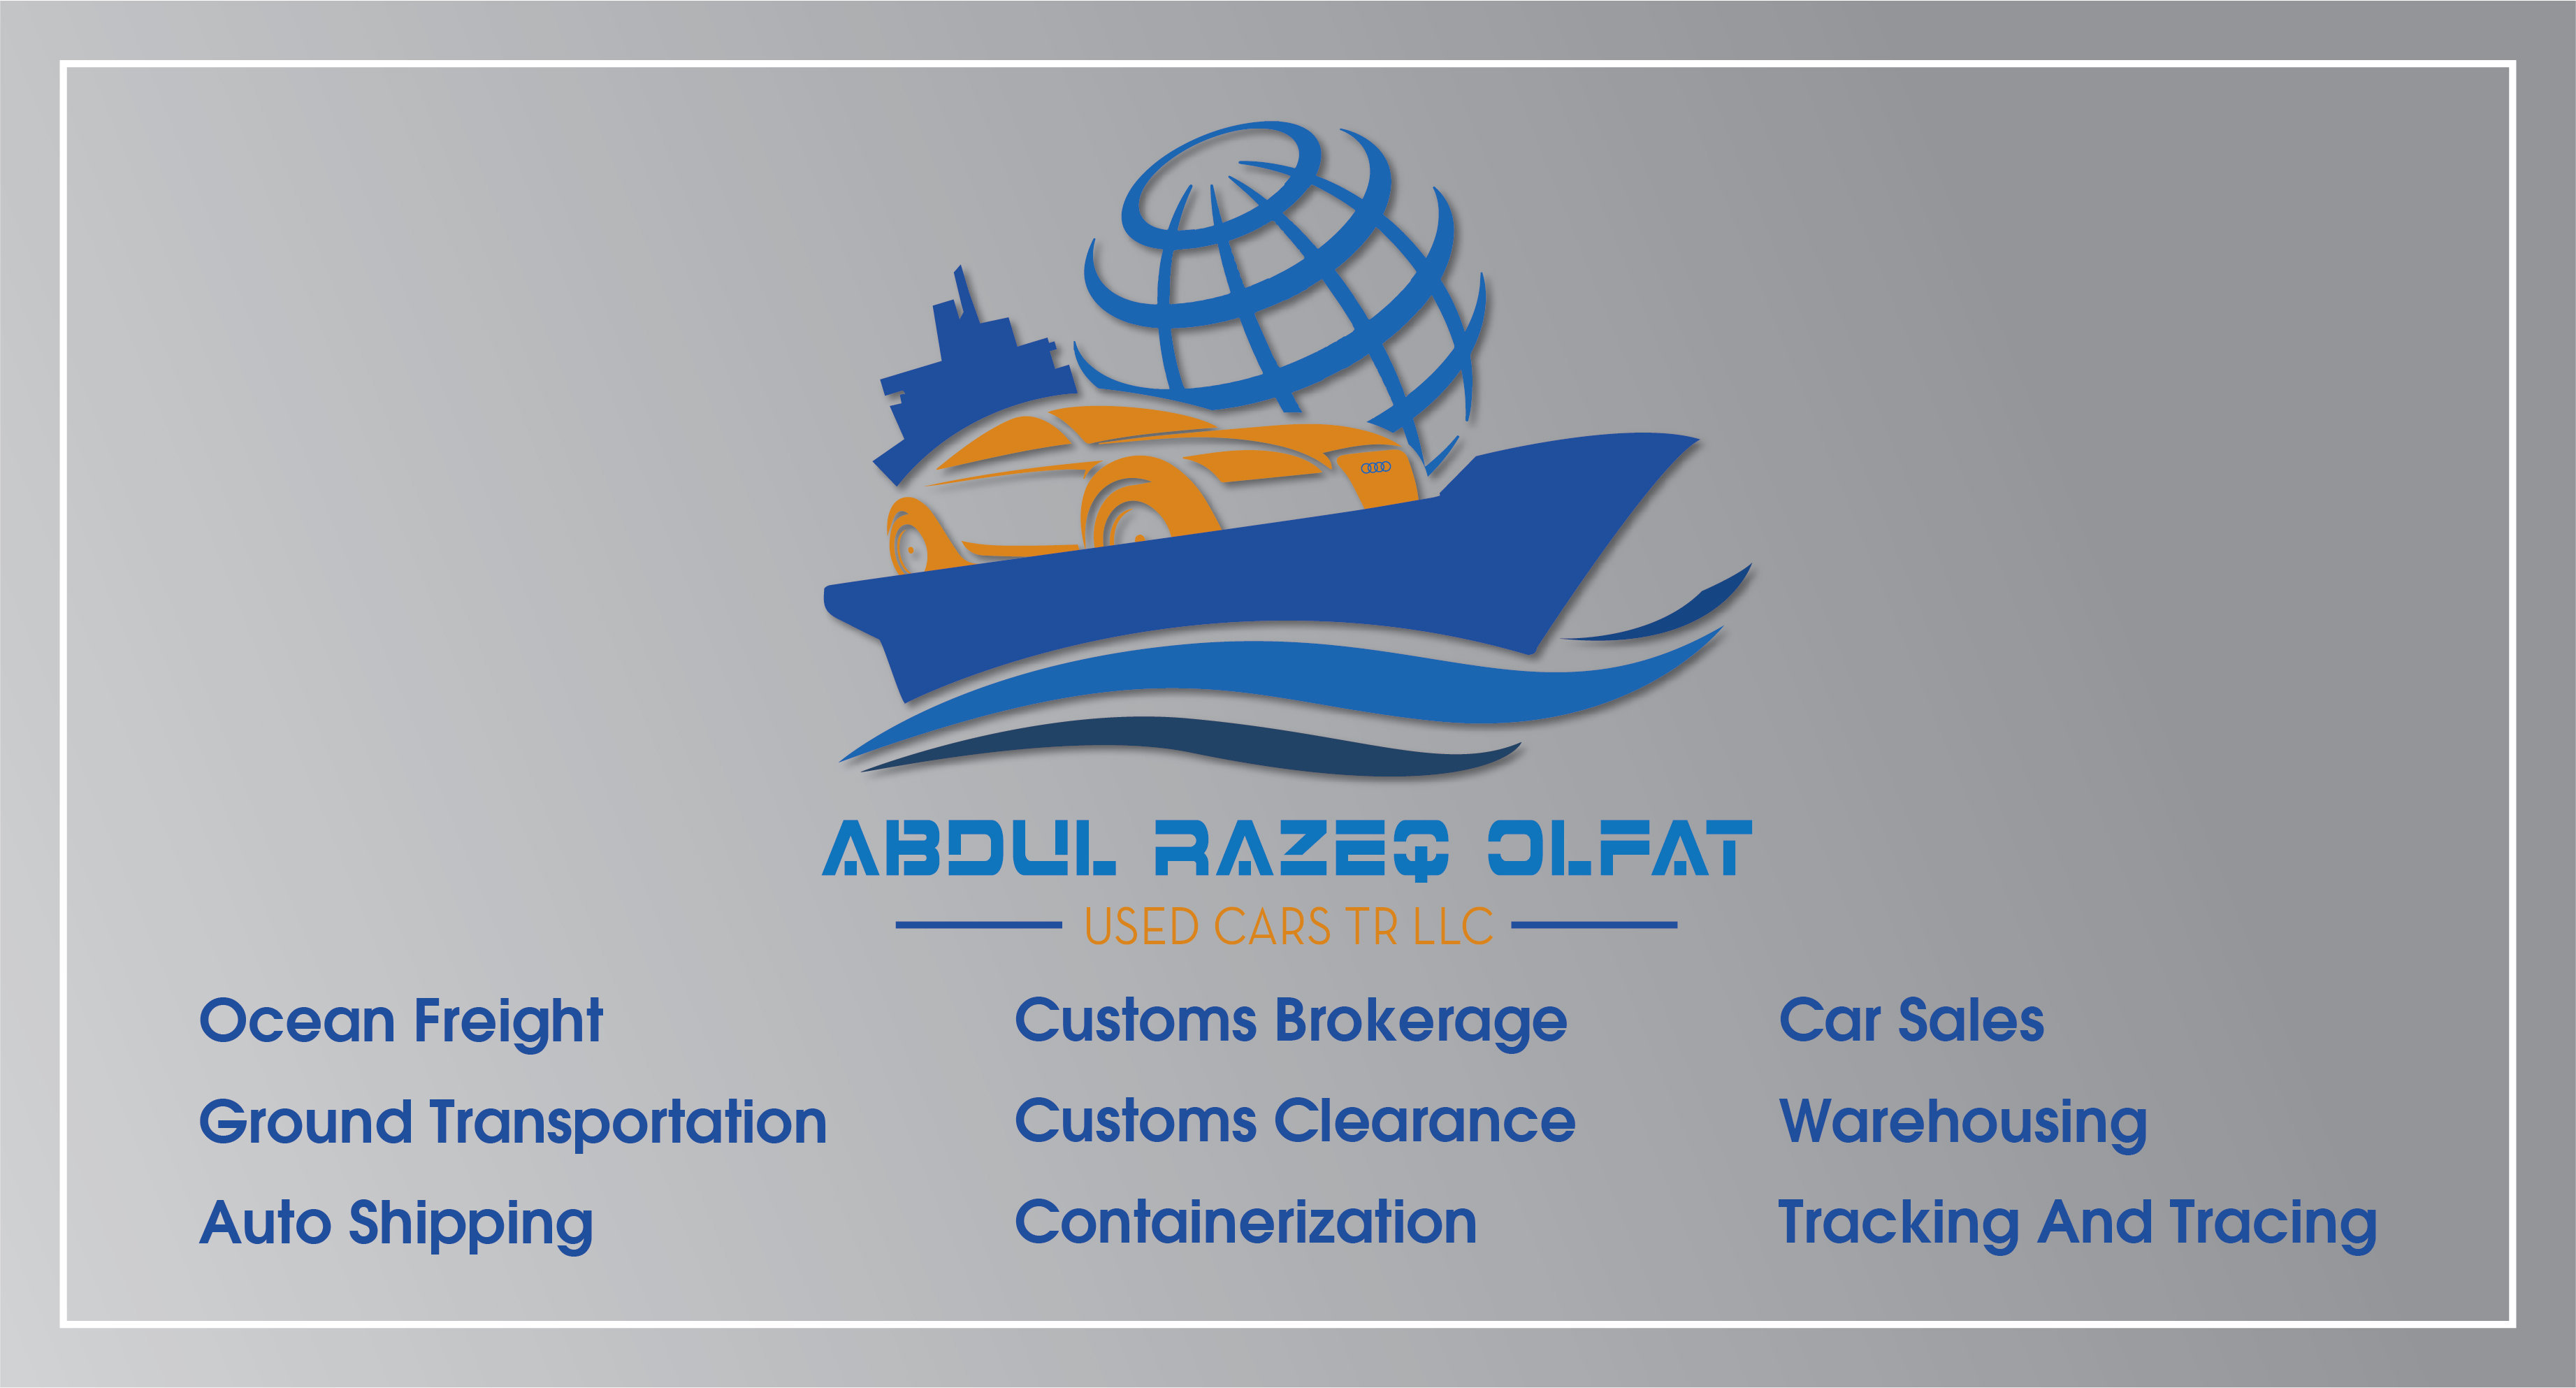 ABDUL RAZEQ OLFAT
USED CARS TR LLC
Ocean Freight
Ground Transportation
Auto Shipping
Customs Brokerage
Customs Clearance
Containerization
Car Sales
Warehousing
Tracking And Tracing